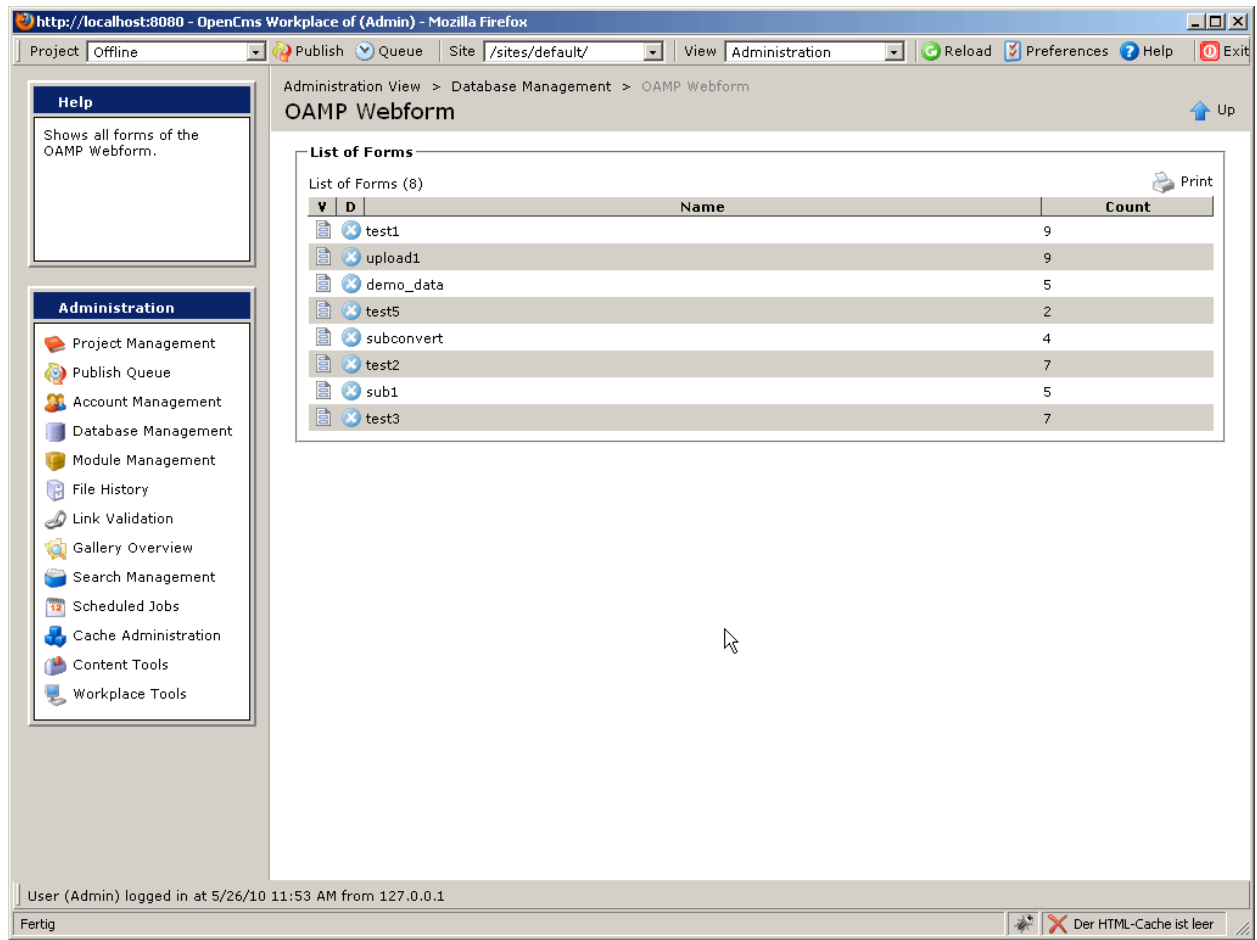 http://localhost:8080 - OpenCms Workplace of (Admin) - Mozilla Firefox
Project Offline Publish Queue Site /sites/default/ View Administration Reload Preferences Help Exit
Help
Shows all forms of the
OAMP Webform.
Administration
Project Management
Publish Queue
Account Management
Database Management
Module Management
File History
Link Validation
Gallery Overview
Search Management
Scheduled Jobs
Cache Administration
Content Tools
Workplace Tools
Administration View > Database Management > OAMP Webform
OAMP Webform
Up
List of Forms
List of Forms (8)
Print
V D Name Count
test1 9
upload1 9
demo_data 5
test5 2
subconvert 4
test2 7
sub1 5
test3 7
User (Admin) logged in at 5/26/10 11:53 AM from 127.0.0.1
Fertig
Der HTML-Cache ist leer